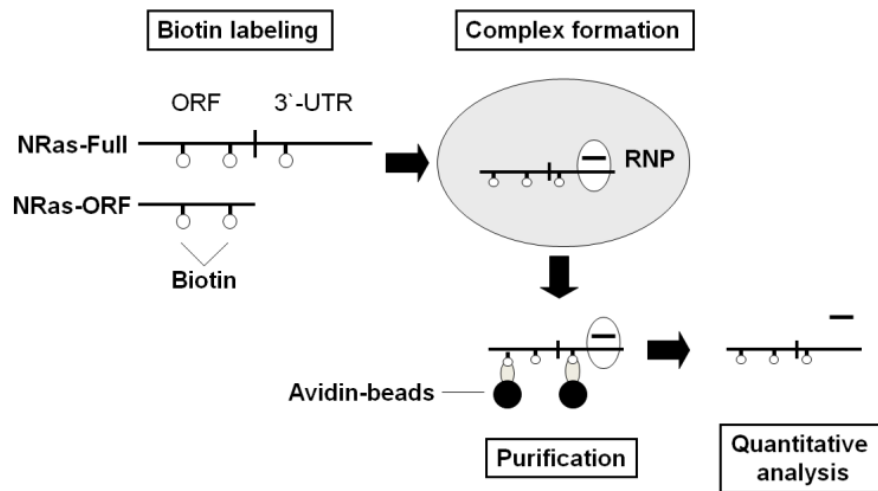 Biotin labeling
Complex formation
ORF
3`-UTR
NRas-Full
RNP
NRas-ORF
Biotin
Avidin-beads
Purification
Quantitative
analysis